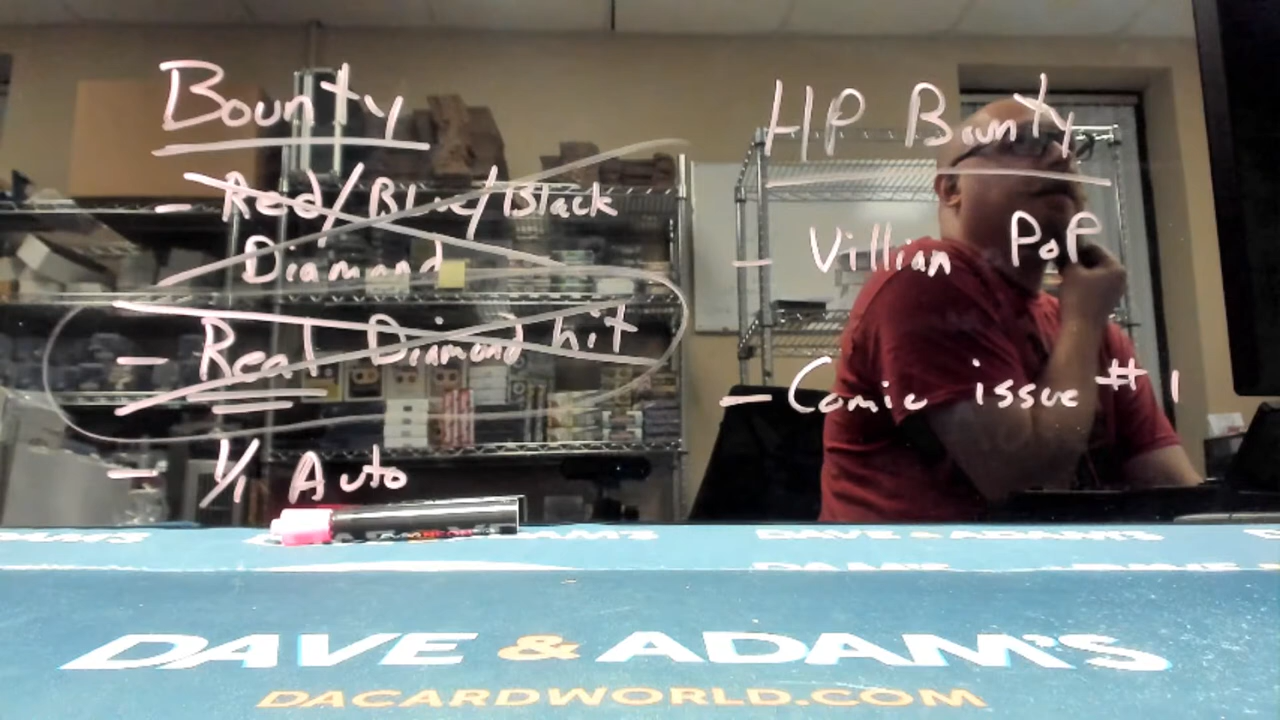 Bounty
- Red/Blue/Black
Diamond
- Real Diamond hit
- 1/1 Auto
HP Bounty
- Villian PoP
- Comic issue #1
DAVE & ADAM'S
DAVE & ADAM'S
DACARDWORLD.COM